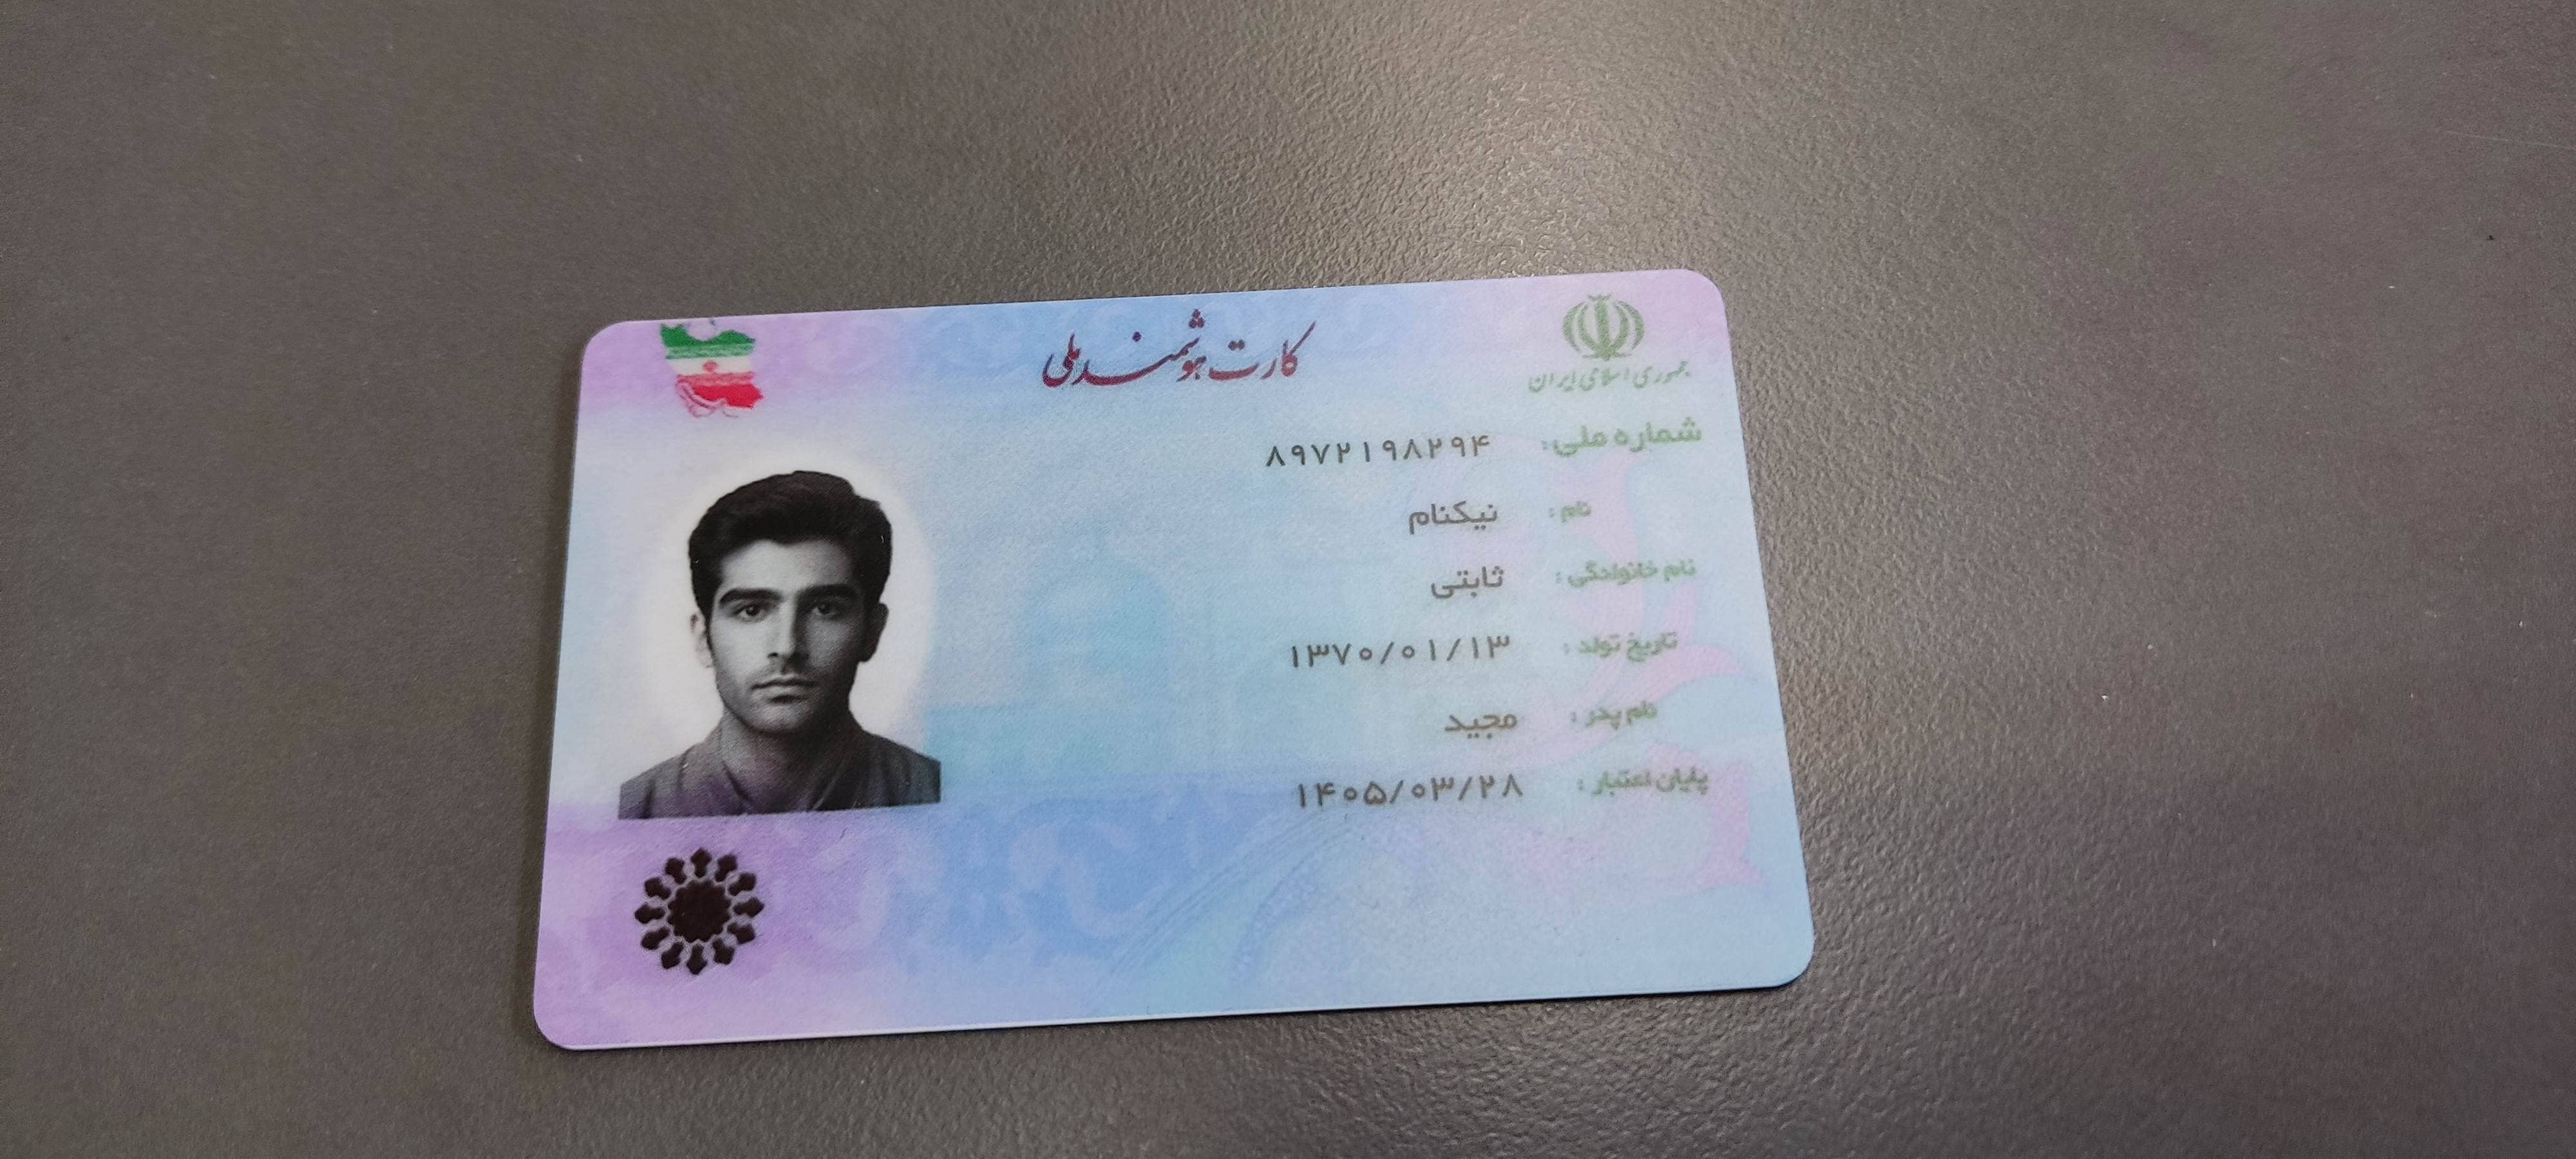 جمهوری اسلامی ایران
کارت هوشمند ملی
شماره ملی: ۸۹۷۲۱۹۸۲۹۴
نام: نیکنام
نام خانوادگی: ثابتی
تاریخ تولد: ۱۳۷۰/۰۱/۱۳
نام پدر: مجید
پایان اعتبار: ۱۴۰۵/۰۳/۲۸